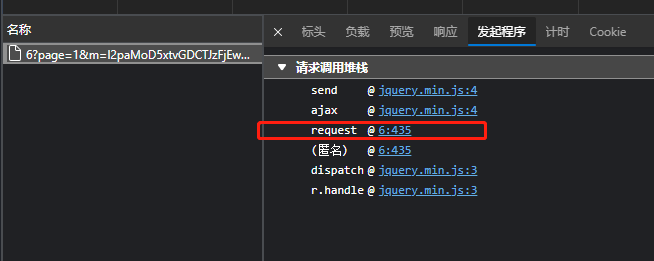 名称
6?page=1&m=I2paMoD5xtvGDCTJzFjEw...
标头 负载 预览 响应 发起程序 计时 Cookie
请求调用堆栈
send @ jquery.min.js:4
ajax @ jquery.min.js:4
request @ 6:435
(匿名) @ 6:435
dispatch @ jquery.min.js:3
r.handle @ jquery.min.js:3